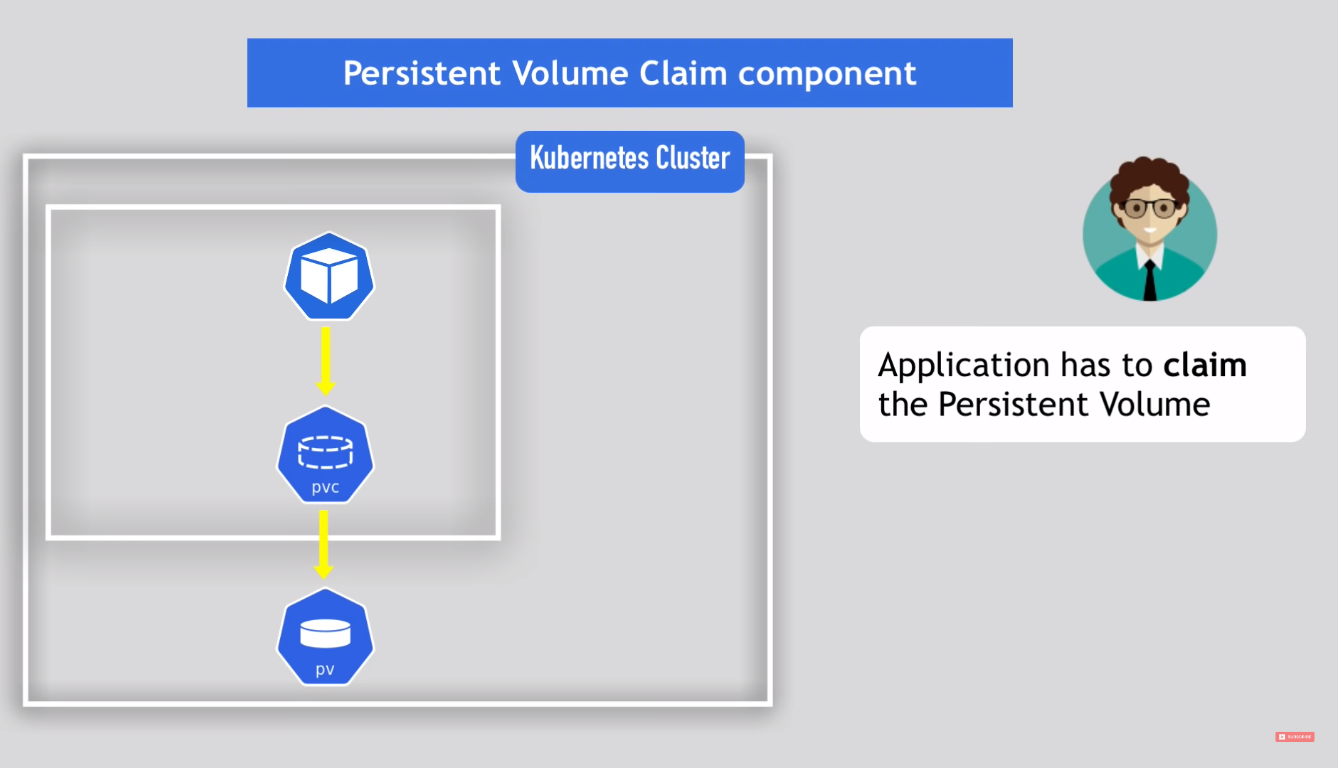 Persistent Volume Claim component
Kubernetes Cluster
Application has to claim
the Persistent Volume
pvc
pv
SUBSCRIBE